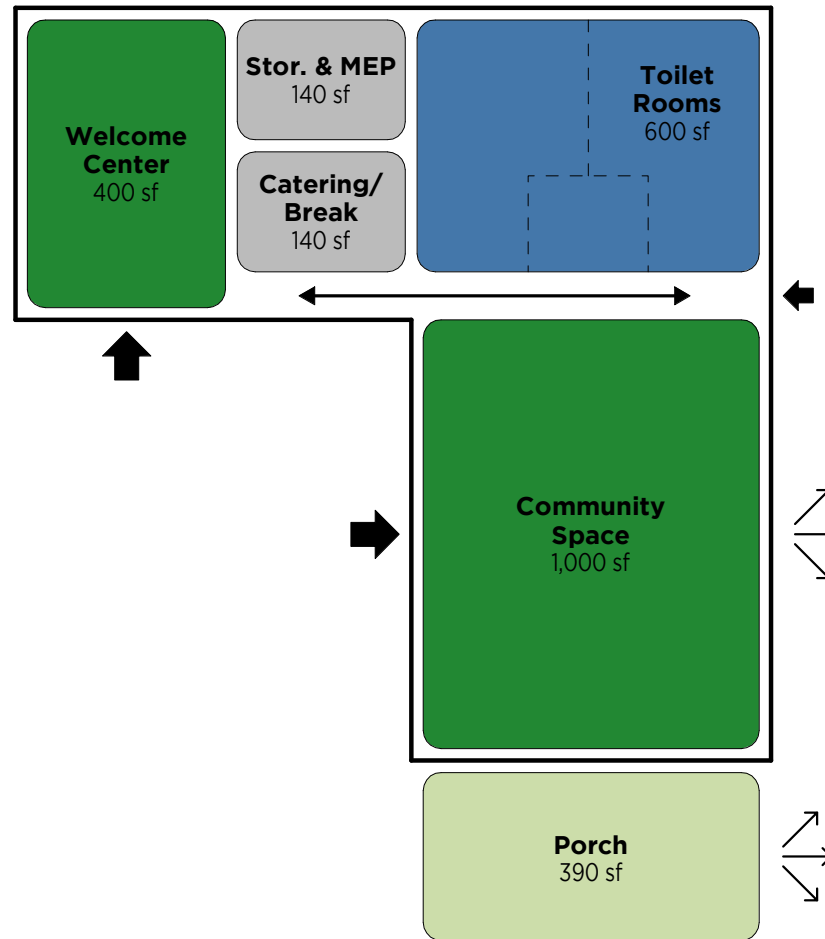 Stor. & MEP
140 sf
Toilet
Rooms
600 sf
Welcome
Center
400 sf
Catering/
Break
140 sf
Community
Space
1,000 sf
Porch
390 sf